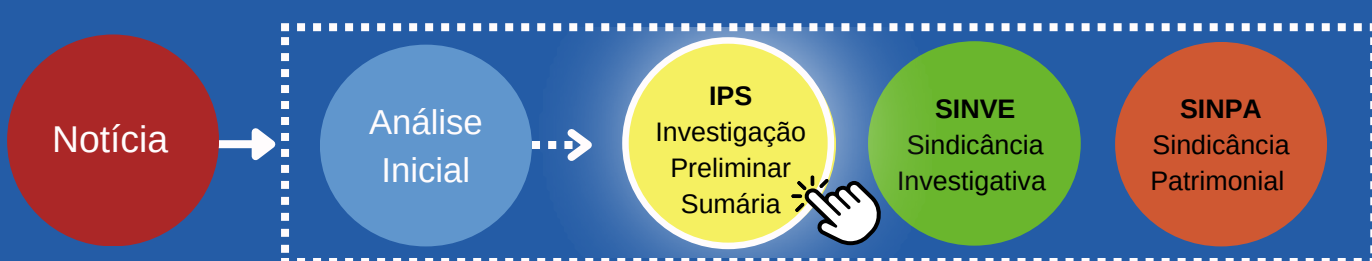 Notícia
Análise
Inicial
IPS
Investigação
Preliminar
Sumária
SINVE
Sindicância
Investigativa
SINPA
Sindicância
Patrimonial